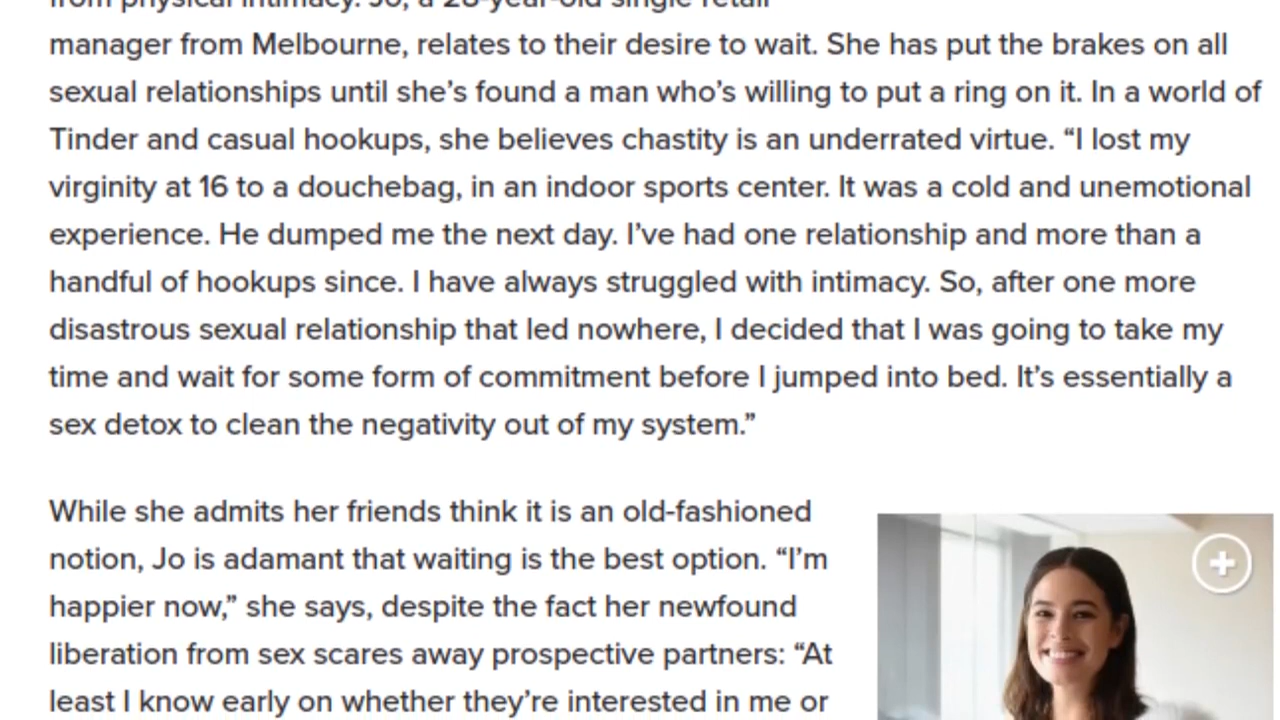 from physical intimacy. Jo, a 28-year-old single retail
manager from Melbourne, relates to their desire to wait. She has put the brakes on all
sexual relationships until she’s found a man who’s willing to put a ring on it. In a world of
Tinder and casual hookups, she believes chastity is an underrated virtue. “I lost my
virginity at 16 to a douchebag, in an indoor sports center. It was a cold and unemotional
experience. He dumped me the next day. I’ve had one relationship and more than a
handful of hookups since. I have always struggled with intimacy. So, after one more
disastrous sexual relationship that led nowhere, I decided that I was going to take my
time and wait for some form of commitment before I jumped into bed. It’s essentially a
sex detox to clean the negativity out of my system.”
While she admits her friends think it is an old-fashioned
notion, Jo is adamant that waiting is the best option. “I’m
happier now,” she says, despite the fact her newfound
liberation from sex scares away prospective partners: “At
least I know early on whether they’re interested in me or